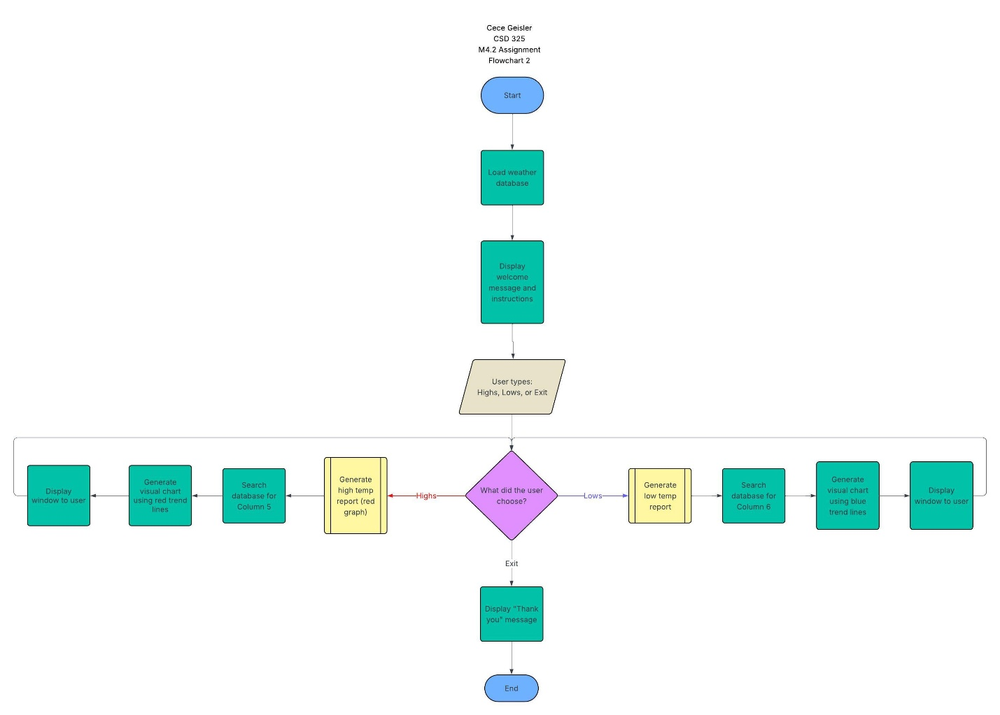 Cece Geisler
CSD 325
M4.2 Assignment
Flowchart 2
Start
Load weather
database
Display
welcome
message and
instructions
User types:
Highs, Lows, or Exit
Display
window to user
Generate
visual chart
using red trend
lines
Search
database for
Column 5
Generate
high temp
report (red
graph)
Highs
What did the user
choose?
Lows
Generate
low temp
report
Search
database for
Column 6
Generate
visual chart
using blue
trend lines
Display
window to user
Exit
Display "Thank
you" message
End